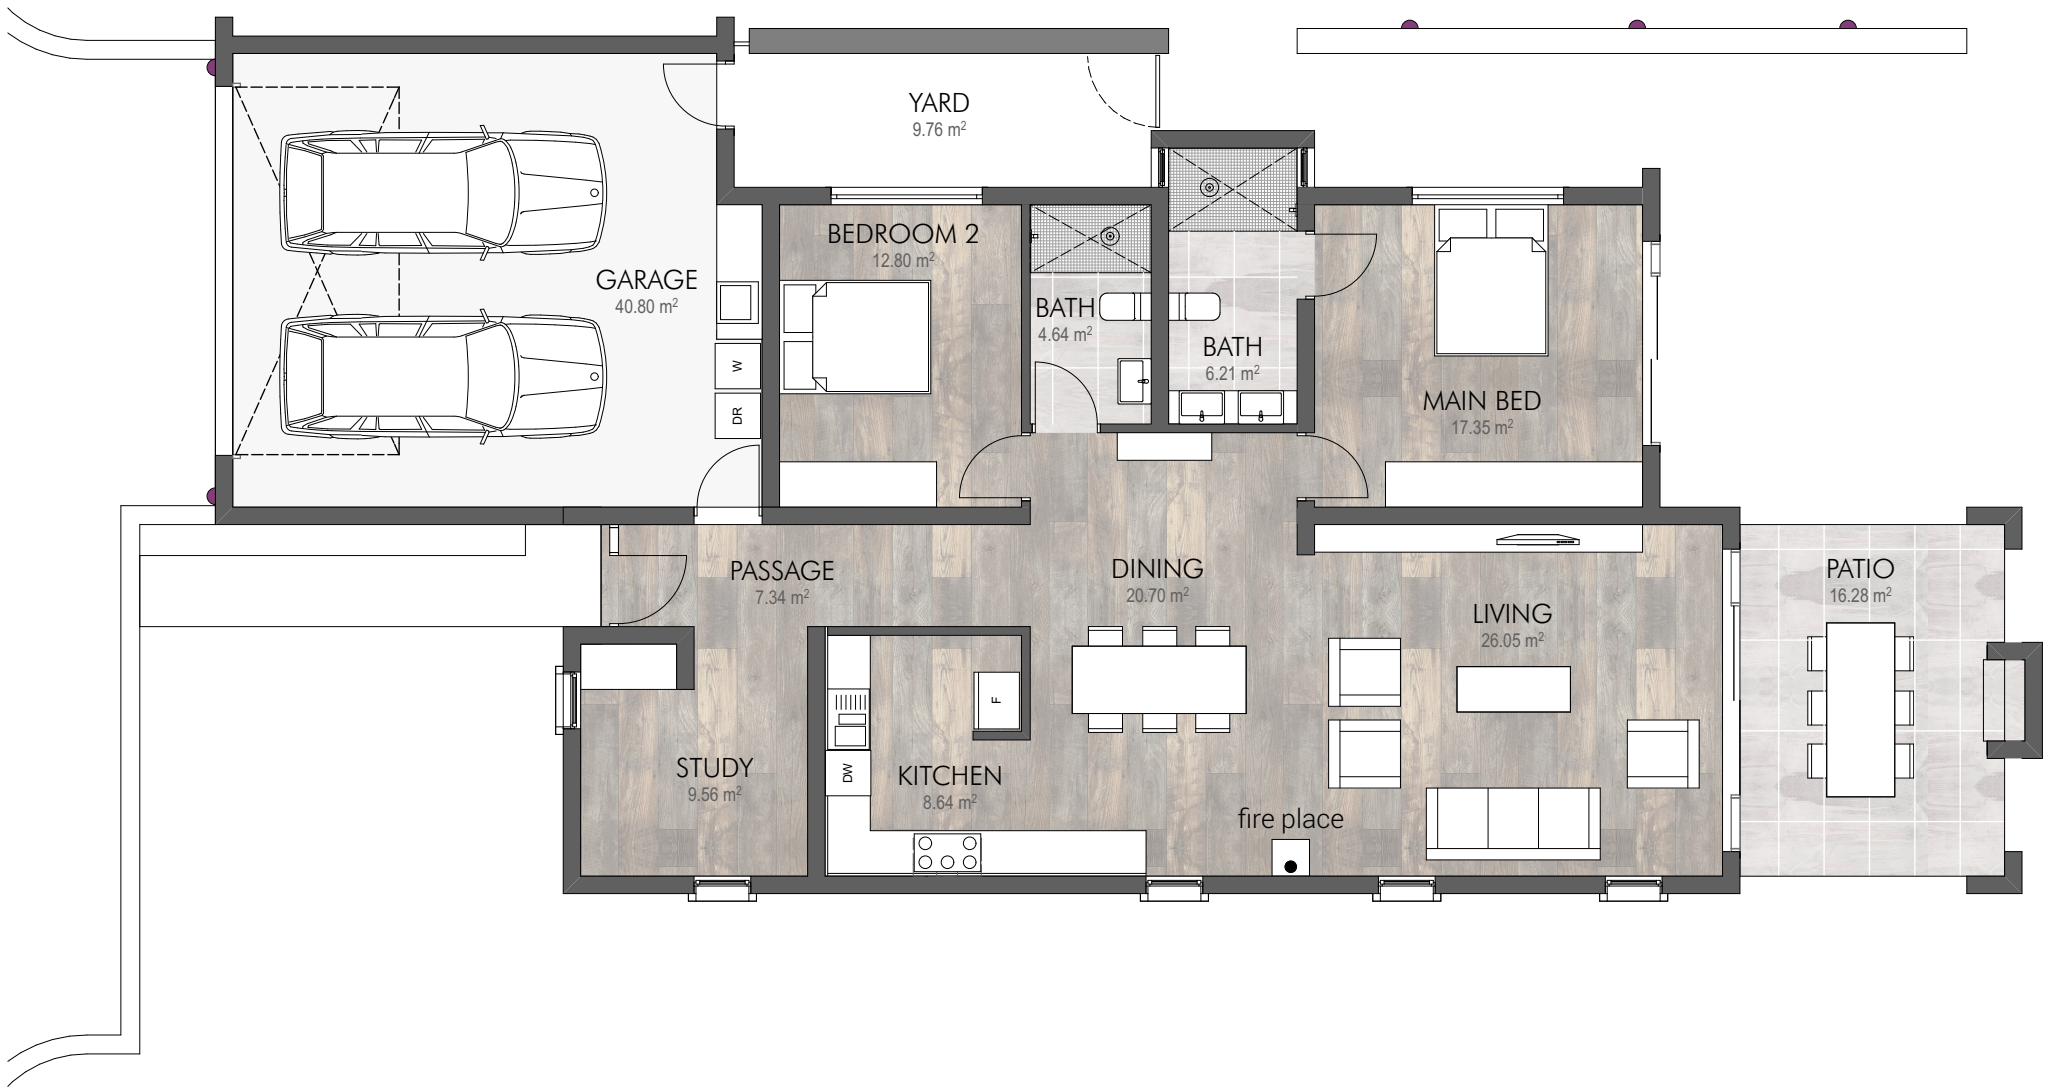 YARD
9.76 m²
BEDROOM 2
12.80 m²
GARAGE
40.80 m²
BATH
4.64 m²
BATH
6.21 m²
W
DR
MAIN BED
17.35 m²
PASSAGE
7.34 m²
DINING
20.70 m²
LIVING
26.05 m²
PATIO
16.28 m²
F
STUDY
9.56 m²
DW
KITCHEN
8.64 m²
fire place